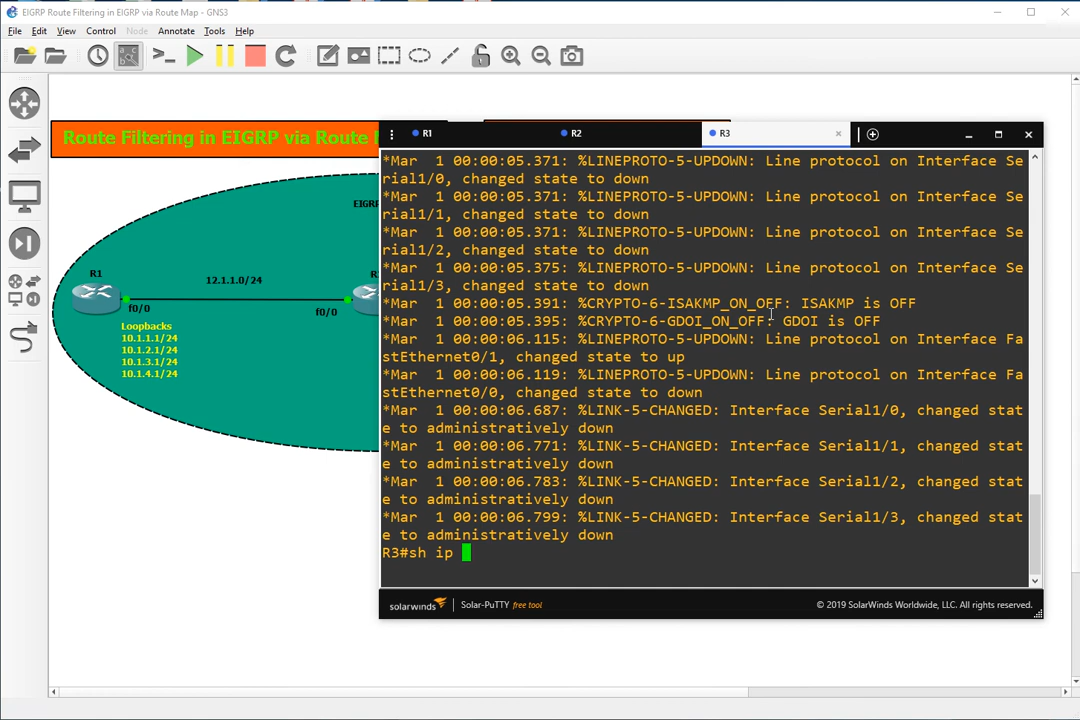 EIGRP Route Filtering in EIGRP via Route Map - GNS3
File Edit View Control Node Annotate Tools Help
Route Filtering in EIGRP via Route M
EIGRP
R1
12.1.1.0/24
f0/0
f0/0
Loopbacks
10.1.1.1/24
10.1.2.1/24
10.1.3.1/24
10.1.4.1/24
R1 R2 R3
*Mar  1 00:00:05.371: %LINEPROTO-5-UPDOWN: Line protocol on Interface Se
rial1/0, changed state to down
*Mar  1 00:00:05.371: %LINEPROTO-5-UPDOWN: Line protocol on Interface Se
rial1/1, changed state to down
*Mar  1 00:00:05.371: %LINEPROTO-5-UPDOWN: Line protocol on Interface Se
rial1/2, changed state to down
*Mar  1 00:00:05.375: %LINEPROTO-5-UPDOWN: Line protocol on Interface Se
rial1/3, changed state to down
*Mar  1 00:00:05.391: %CRYPTO-6-ISAKMP_ON_OFF: ISAKMP is OFF
*Mar  1 00:00:05.395: %CRYPTO-6-GDOI_ON_OFF: GDOI is OFF
*Mar  1 00:00:06.115: %LINEPROTO-5-UPDOWN: Line protocol on Interface Fa
stEthernet0/1, changed state to up
*Mar  1 00:00:06.119: %LINEPROTO-5-UPDOWN: Line protocol on Interface Fa
stEthernet0/0, changed state to down
*Mar  1 00:00:06.687: %LINK-5-CHANGED: Interface Serial1/0, changed stat
e to administratively down
*Mar  1 00:00:06.771: %LINK-5-CHANGED: Interface Serial1/1, changed stat
e to administratively down
*Mar  1 00:00:06.783: %LINK-5-CHANGED: Interface Serial1/2, changed stat
e to administratively down
*Mar  1 00:00:06.799: %LINK-5-CHANGED: Interface Serial1/3, changed stat
e to administratively down
R3#sh ip
solarwinds Solar-PuTTY free tool © 2019 SolarWinds Worldwide, LLC. All rights reserved.